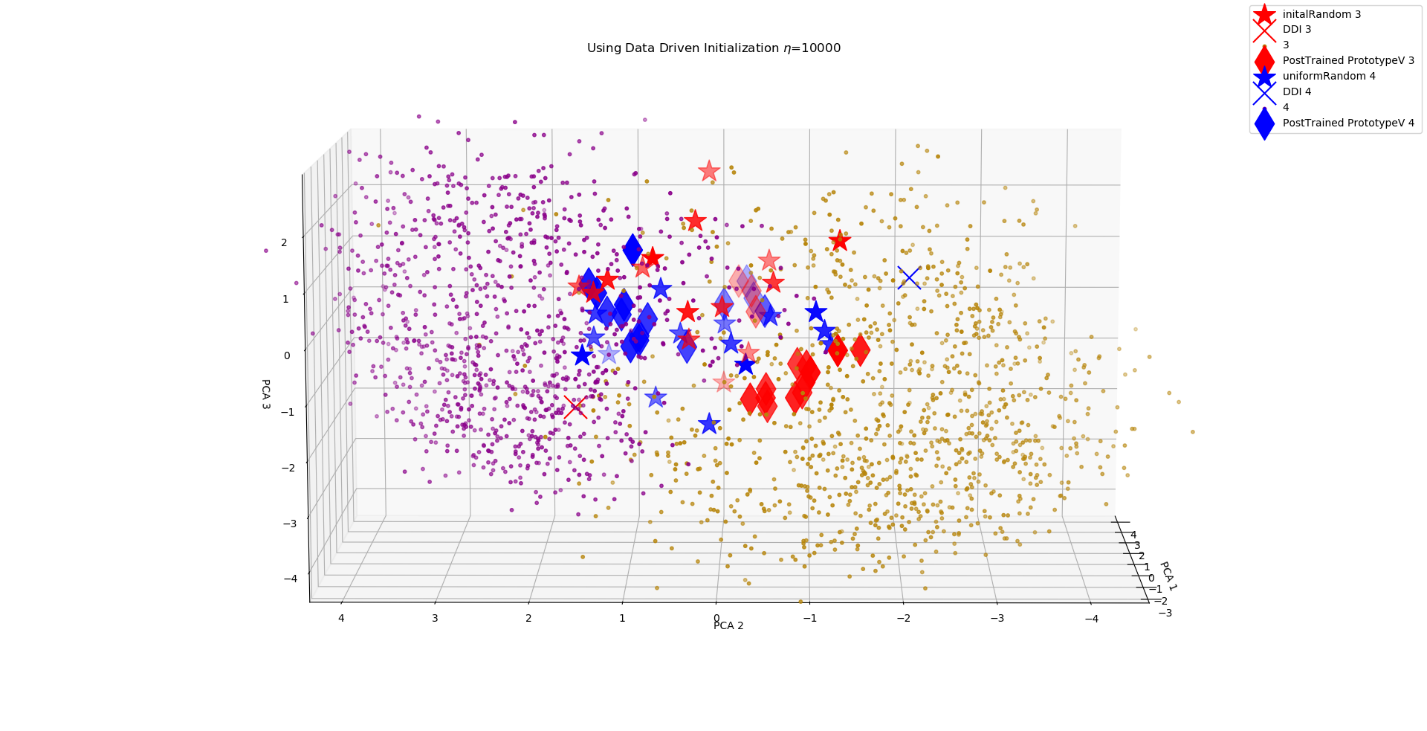 initalRandom 3
DDI 3
3
PostTrained PrototypeV 3
uniformRandom 4
DDI 4
4
PostTrained PrototypeV 4
Using Data Driven Initialization η=10000
2
1
0
−1
−2
−3
−4
PCA 3
4
3
2
1
0
−1
−2
−3
−4
PCA 2
4
3
2
1
0
−1
−2
−3
PCA 1